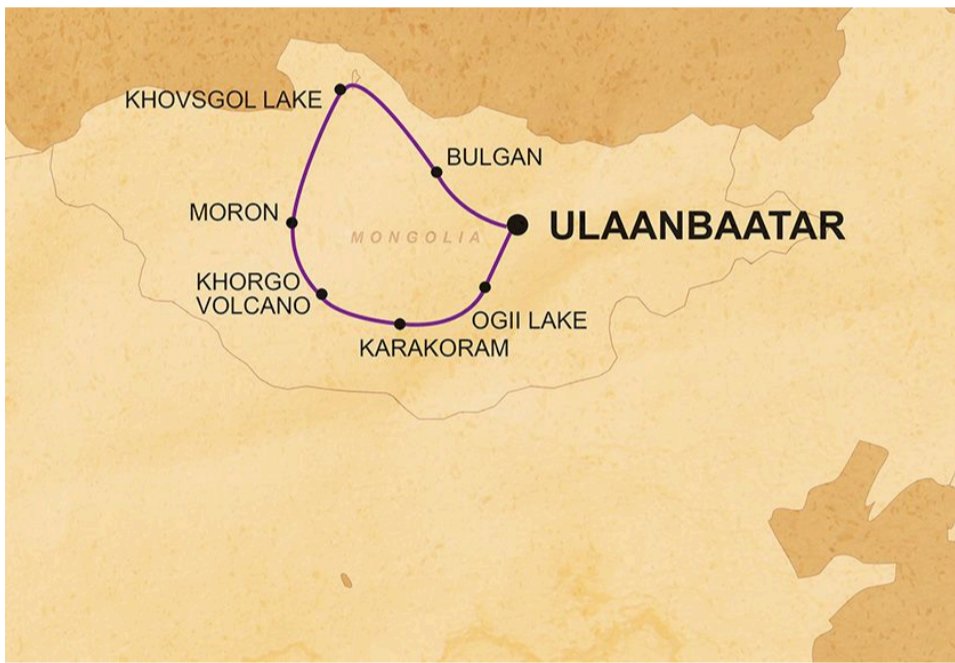 KHOVSGOL LAKE
BULGAN
MORON
ULAANBAATAR
MONGOLIA
KHORGO
VOLCANO
OGII LAKE
KARAKORAM